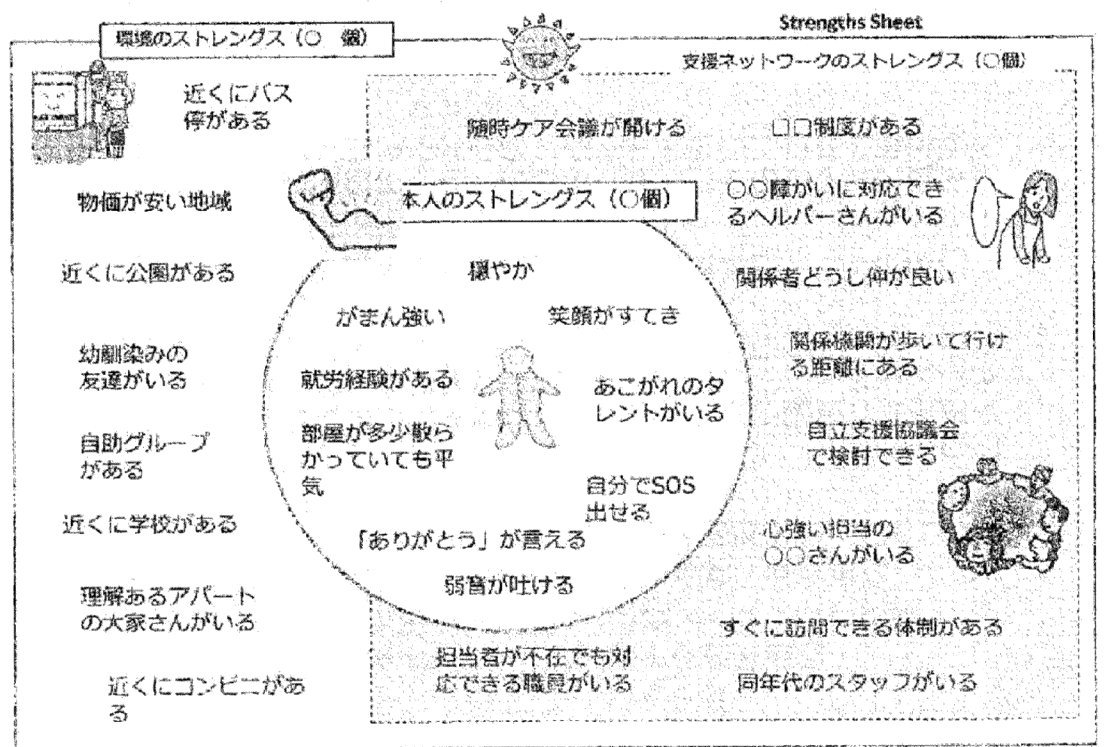 Strengths Sheet
環境のストレングス（○　個）
近くにバス
停がある
物価が安い地域
近くに公園がある
幼馴染みの
友達がいる
自助グループ
がある
近くに学校がある
理解あるアパート
の大家さんがいる
近くにコンビニがあ
る
本人のストレングス（○個）
穏やか
がまん強い
笑顔がすてき
就労経験がある
あこがれのタ
レントがいる
部屋が多少散ら
かっていても平
気
自分でSOS
出せる
「ありがとう」が言える
弱音が吐ける
支援ネットワークのストレングス（○個）
随時ケア会議が開ける
□□制度がある
○○障がいに対応でき
るヘルパーさんがいる
関係者どうし仲が良い
関係機関が歩いて行け
る距離にある
自立支援協議会
で検討できる
心強い担当の
○○さんがいる
すぐに訪問できる体制がある
担当者が不在でも対
応できる職員がいる
同年代のスタッフがいる